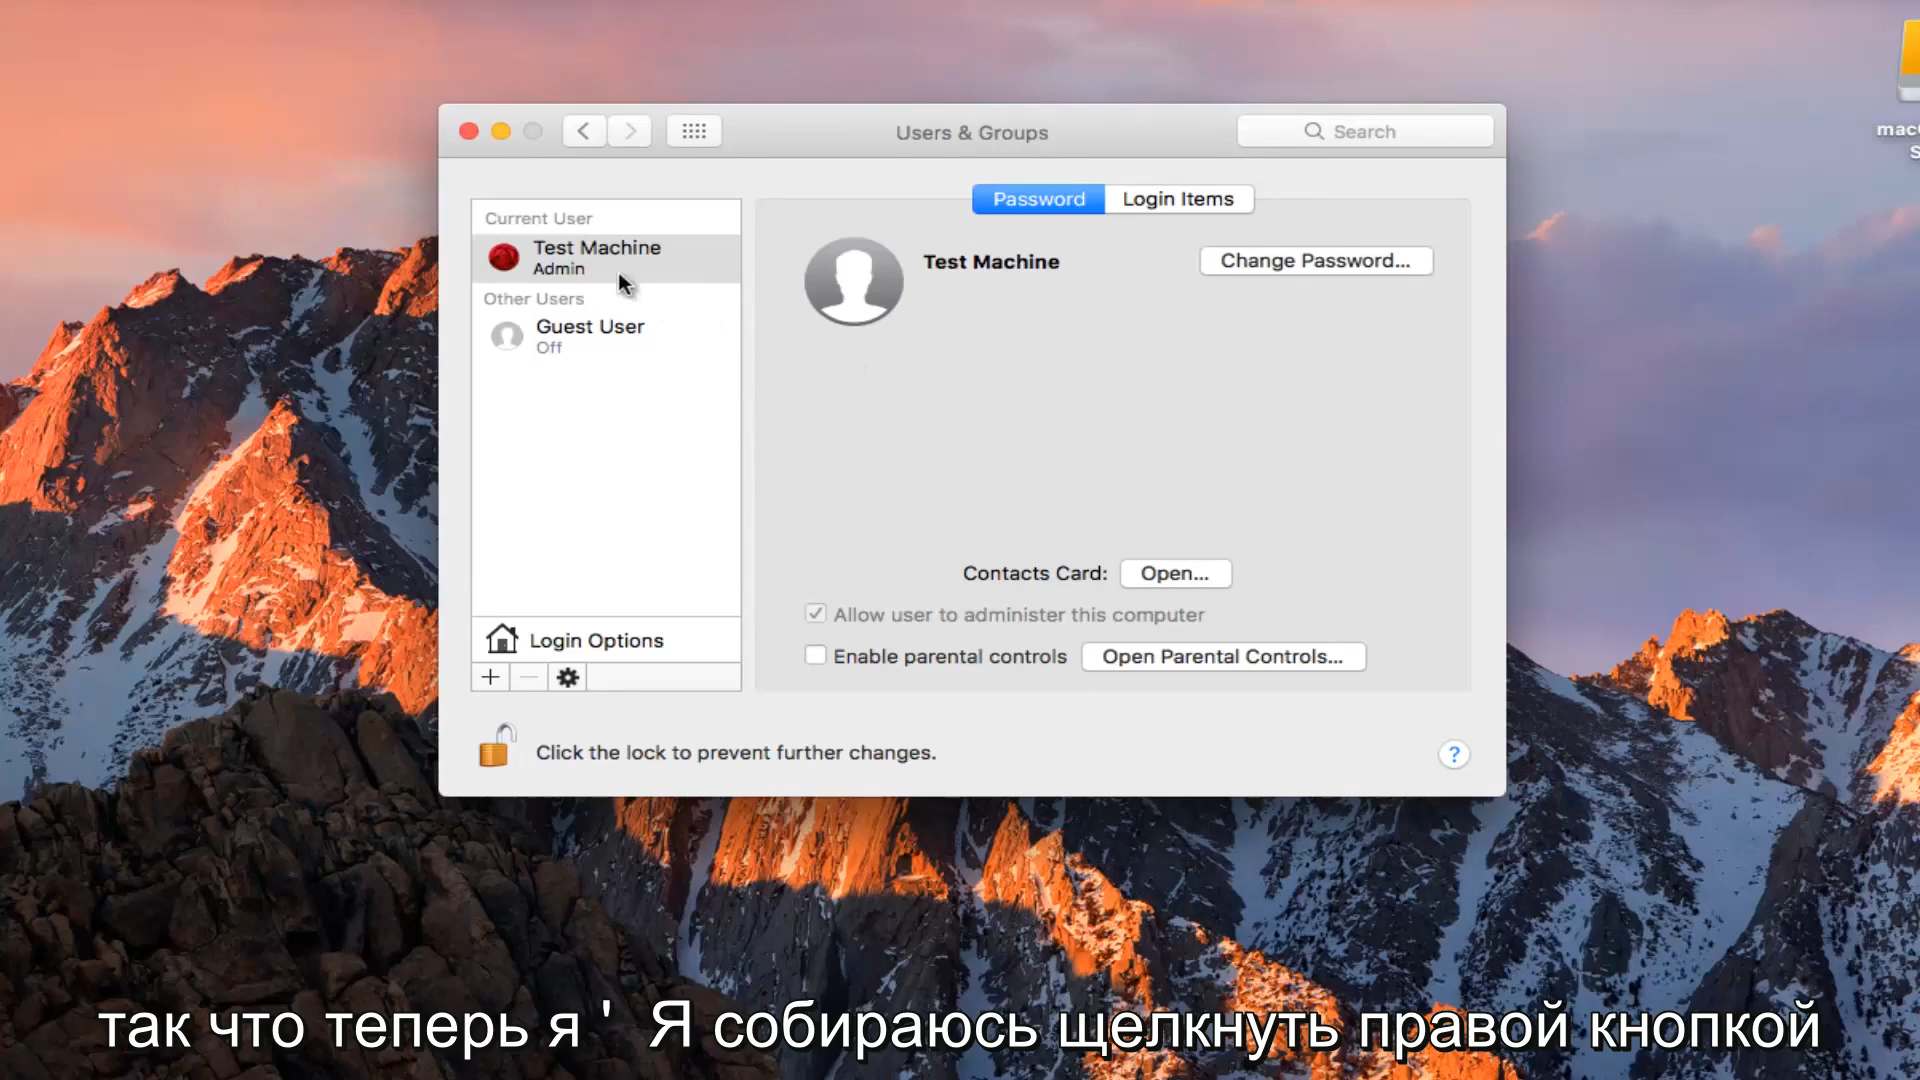 Users & Groups
Search
Password
Login Items
Current User
Test Machine
Admin
Other Users
Guest User
Off
Test Machine
Change Password...
Contacts Card:
Open...
Allow user to administer this computer
Enable parental controls
Open Parental Controls...
Login Options
Click the lock to prevent further changes.
?
так что теперь я ' Я собираюсь щелкнуть правой кнопкой